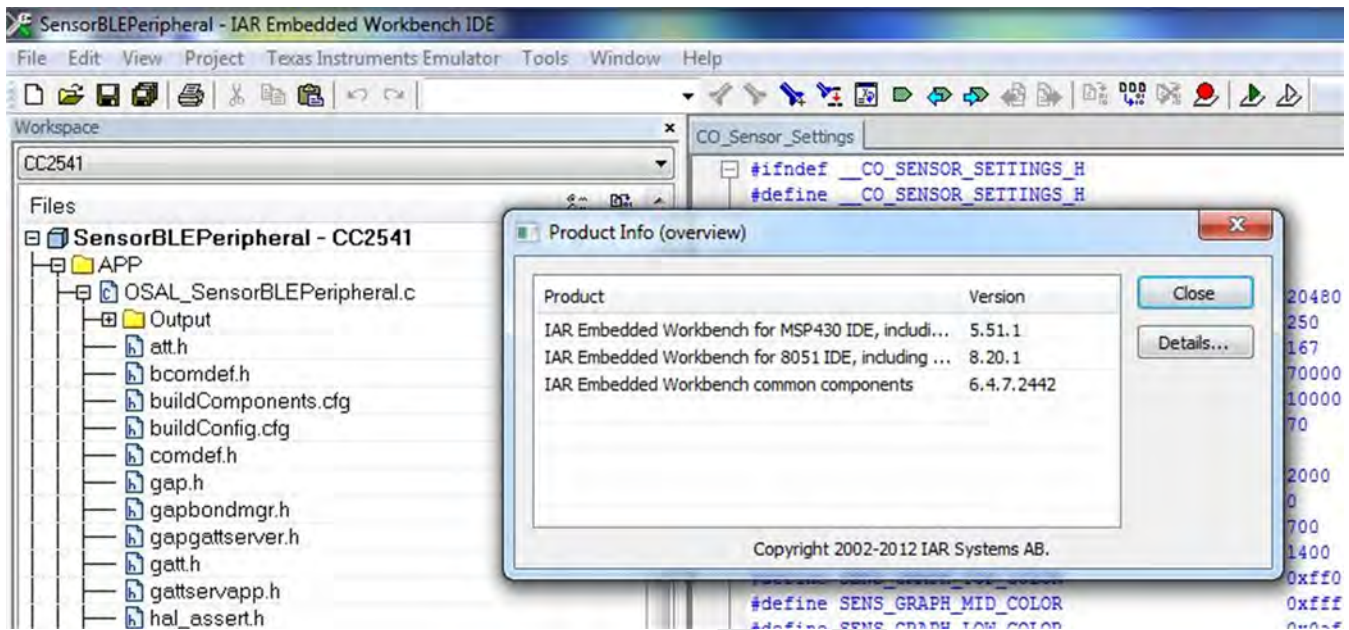 SensorBLEPeripheral - IAR Embedded Workbench IDE
File Edit View Project Texas Instruments Emulator Tools Window Help
Workspace
CC2541
Files
SensorBLEPeripheral - CC2541
APP
OSAL_SensorBLEPeripheral.c
Output
att.h
bcomdef.h
buildComponents.cfg
buildConfig.cfg
comdef.h
gap.h
gapbondmgr.h
gapgattserver.h
gatt.h
gattservapp.h
hal_assert.h
CO_Sensor_Settings
#ifndef __CO_SENSOR_SETTINGS_H
#define __CO_SENSOR_SETTINGS_H
Product Info (overview)
Product Version
IAR Embedded Workbench for MSP430 IDE, includi... 5.51.1
IAR Embedded Workbench for 8051 IDE, including ... 8.20.1
IAR Embedded Workbench common components 6.4.7.2442
Close
Details...
Copyright 2002-2012 IAR Systems AB.
20480
250
167
70000
10000
70
2000
0
700
1400
0xff0
#define SENS_GRAPH_MID_COLOR 0xfff
#define SENS_GRAPH_LOW_COLOR